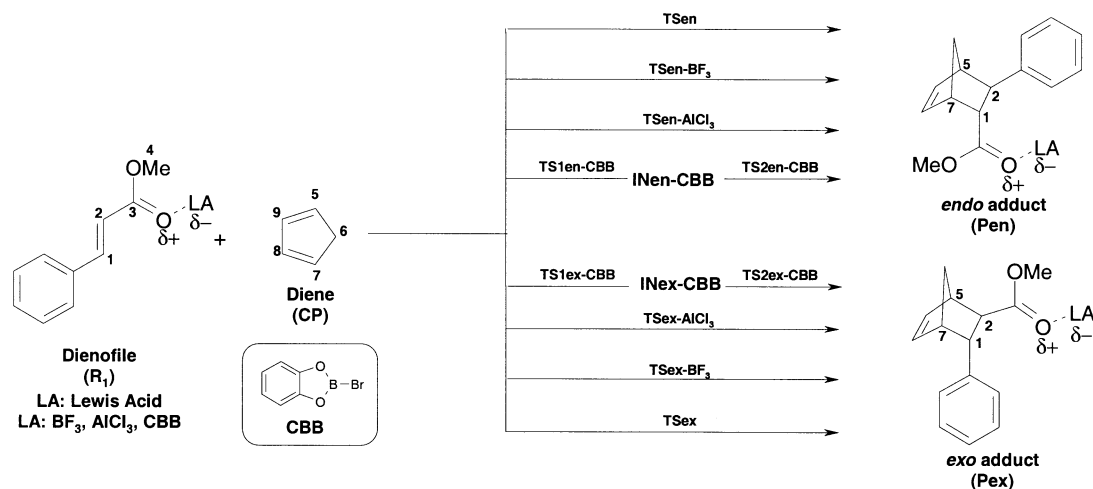 TSen
TSen-BF3
TSen-AlCl3
TS1en-CBB INen-CBB TS2en-CBB
TS1ex-CBB INex-CBB TS2ex-CBB
TSex-AlCl3
TSex-BF3
TSex
4
OMe
2
3
O
δ+
LA
δ−
1
Dienofile
(R1)
LA: Lewis Acid
LA: BF3, AlCl3, CBB
+
5
9
6
8
7
Diene
(CP)
O
B
Br
O
CBB
5
2
7
1
MeO
O
δ+
LA
δ−
endo adduct
(Pen)
OMe
5
2
7
1
O
δ+
LA
δ−
exo adduct
(Pex)